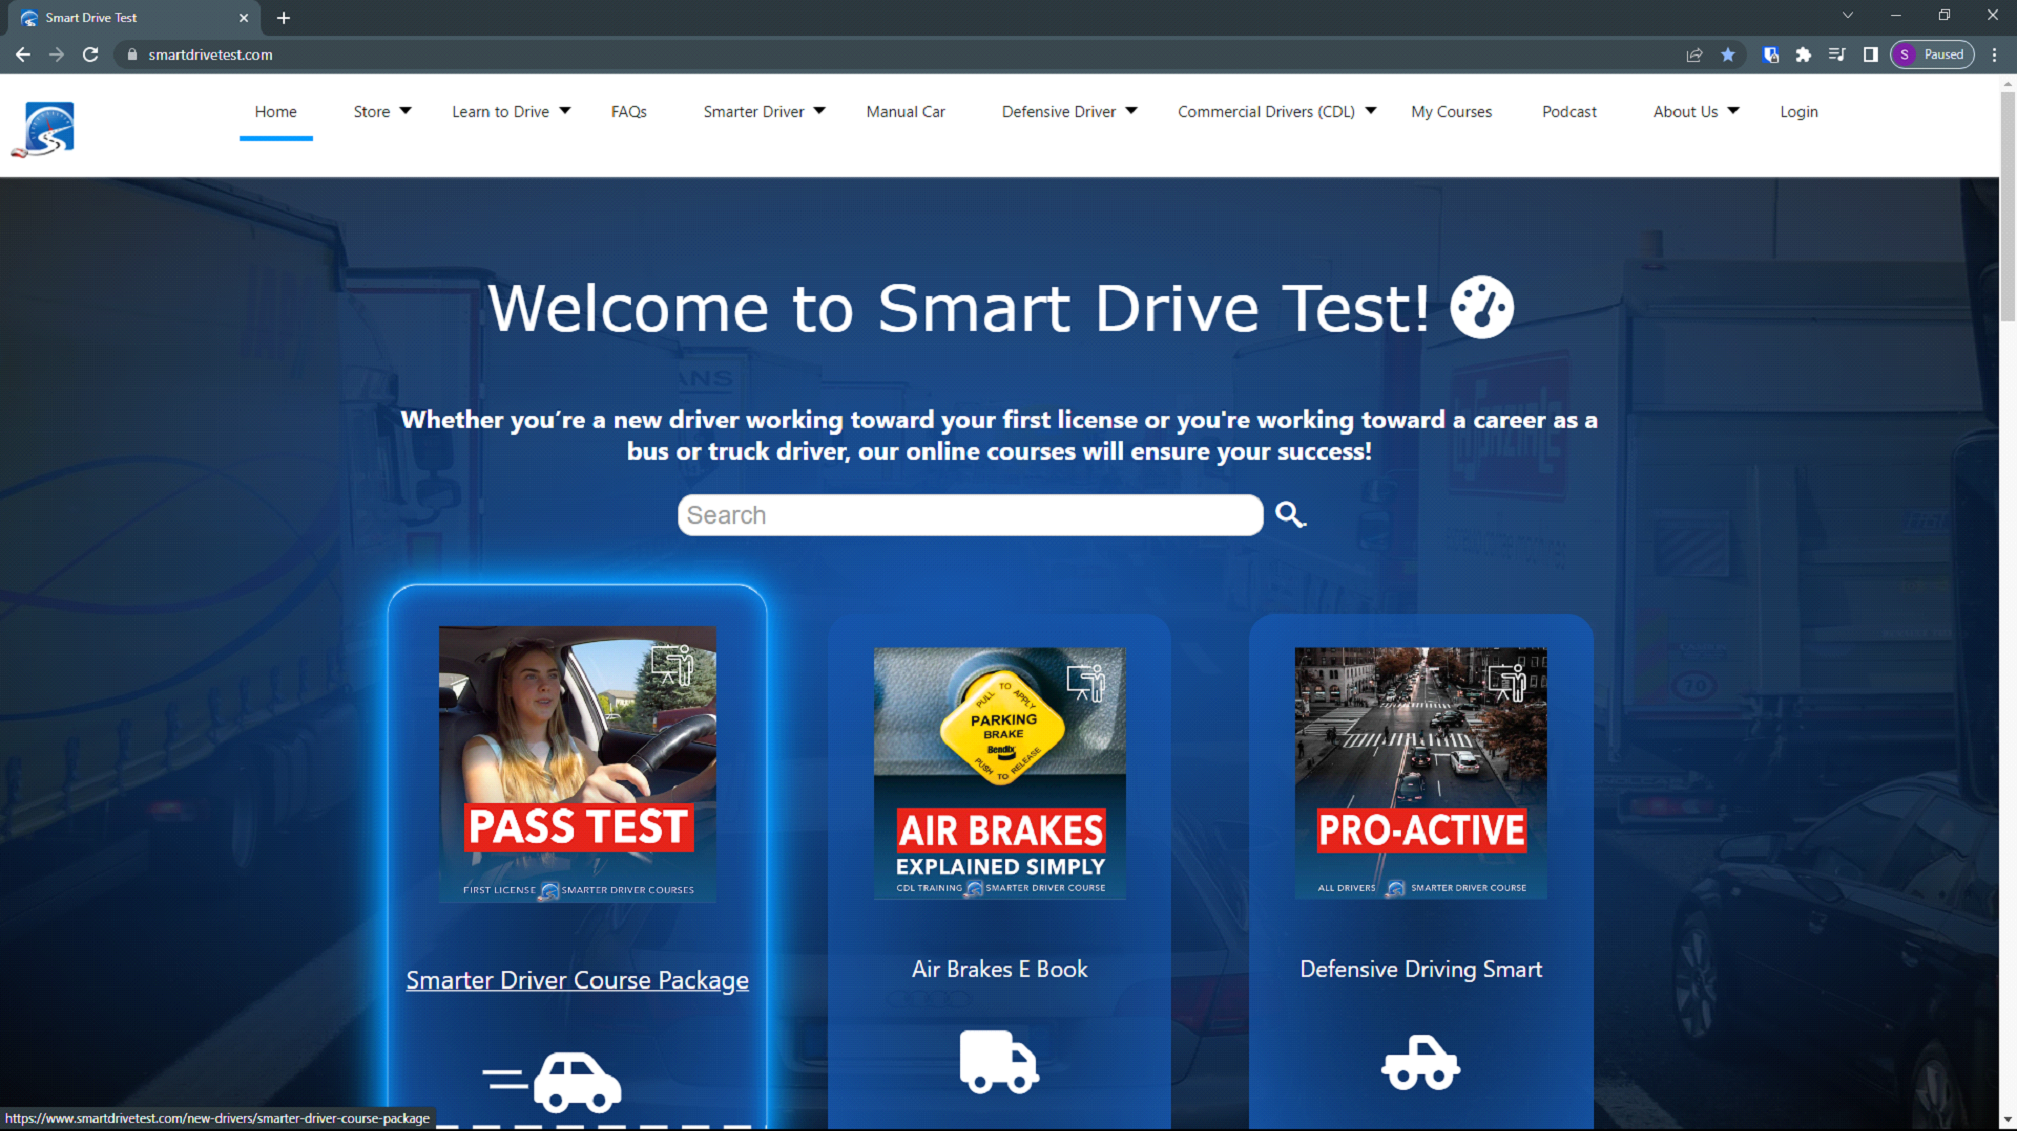 Smart Drive Test
smartdrivetest.com
S Paused
Home Store Learn to Drive FAQs Smarter Driver Manual Car Defensive Driver Commercial Drivers (CDL) My Courses Podcast About Us Login
Welcome to Smart Drive Test!
Whether you’re a new driver working toward your first license or you're working toward a career as a
bus or truck driver, our online courses will ensure your success!
Search
PASS TEST
FIRST LICENSE SMARTER DRIVER COURSES
Smarter Driver Course Package
PULL TO APPLY
PARKING
BRAKE
Bendix
PUSH TO RELEASE
AIR BRAKES
EXPLAINED SIMPLY
CDL TRAINING SMARTER DRIVER COURSE
Air Brakes E Book
PRO-ACTIVE
ALL DRIVERS SMARTER DRIVER COURSE
Defensive Driving Smart
https://www.smartdrivetest.com/new-drivers/smarter-driver-course-package